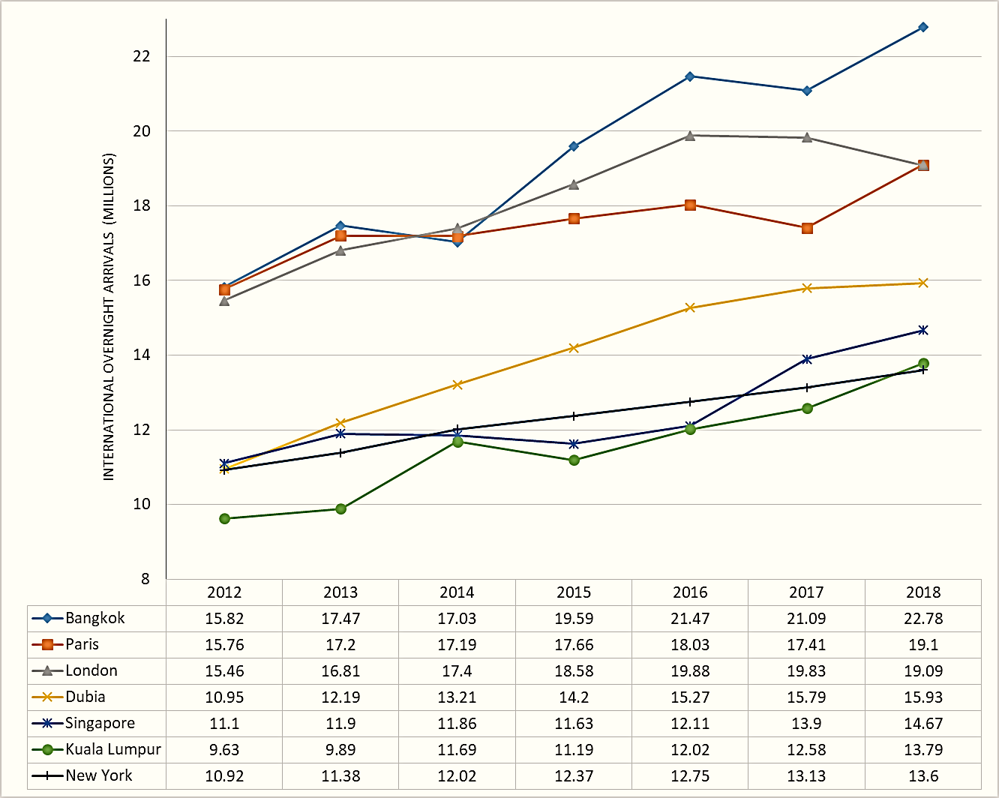 22
20
18
16
14
12
10
8
INTERNATIONAL OVERNIGHT ARRIVALS (MILLIONS)
2012 2013 2014 2015 2016 2017 2018
Bangkok 15.82 17.47 17.03 19.59 21.47 21.09 22.78
Paris 15.76 17.2 17.19 17.66 18.03 17.41 19.1
London 15.46 16.81 17.4 18.58 19.88 19.83 19.09
Dubia 10.95 12.19 13.21 14.2 15.27 15.79 15.93
Singapore 11.1 11.9 11.86 11.63 12.11 13.9 14.67
Kuala Lumpur 9.63 9.89 11.69 11.19 12.02 12.58 13.79
New York 10.92 11.38 12.02 12.37 12.75 13.13 13.6